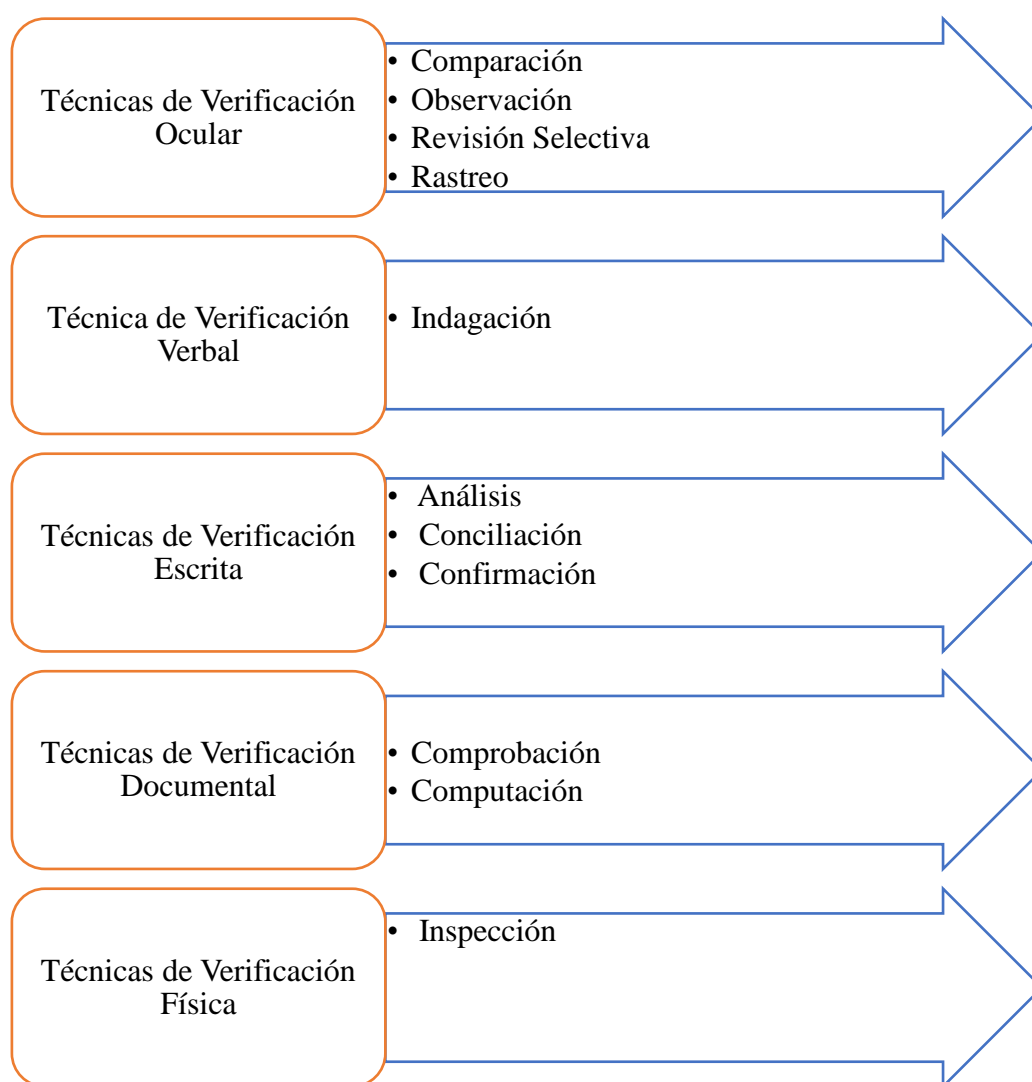 Técnicas de Verificación
Ocular
• Comparación
• Observación
• Revisión Selectiva
• Rastreo
Técnica de Verificación
Verbal
• Indagación
Técnicas de Verificación
Escrita
• Análisis
• Conciliación
• Confirmación
Técnicas de Verificación
Documental
• Comprobación
• Computación
Técnicas de Verificación
Física
• Inspección